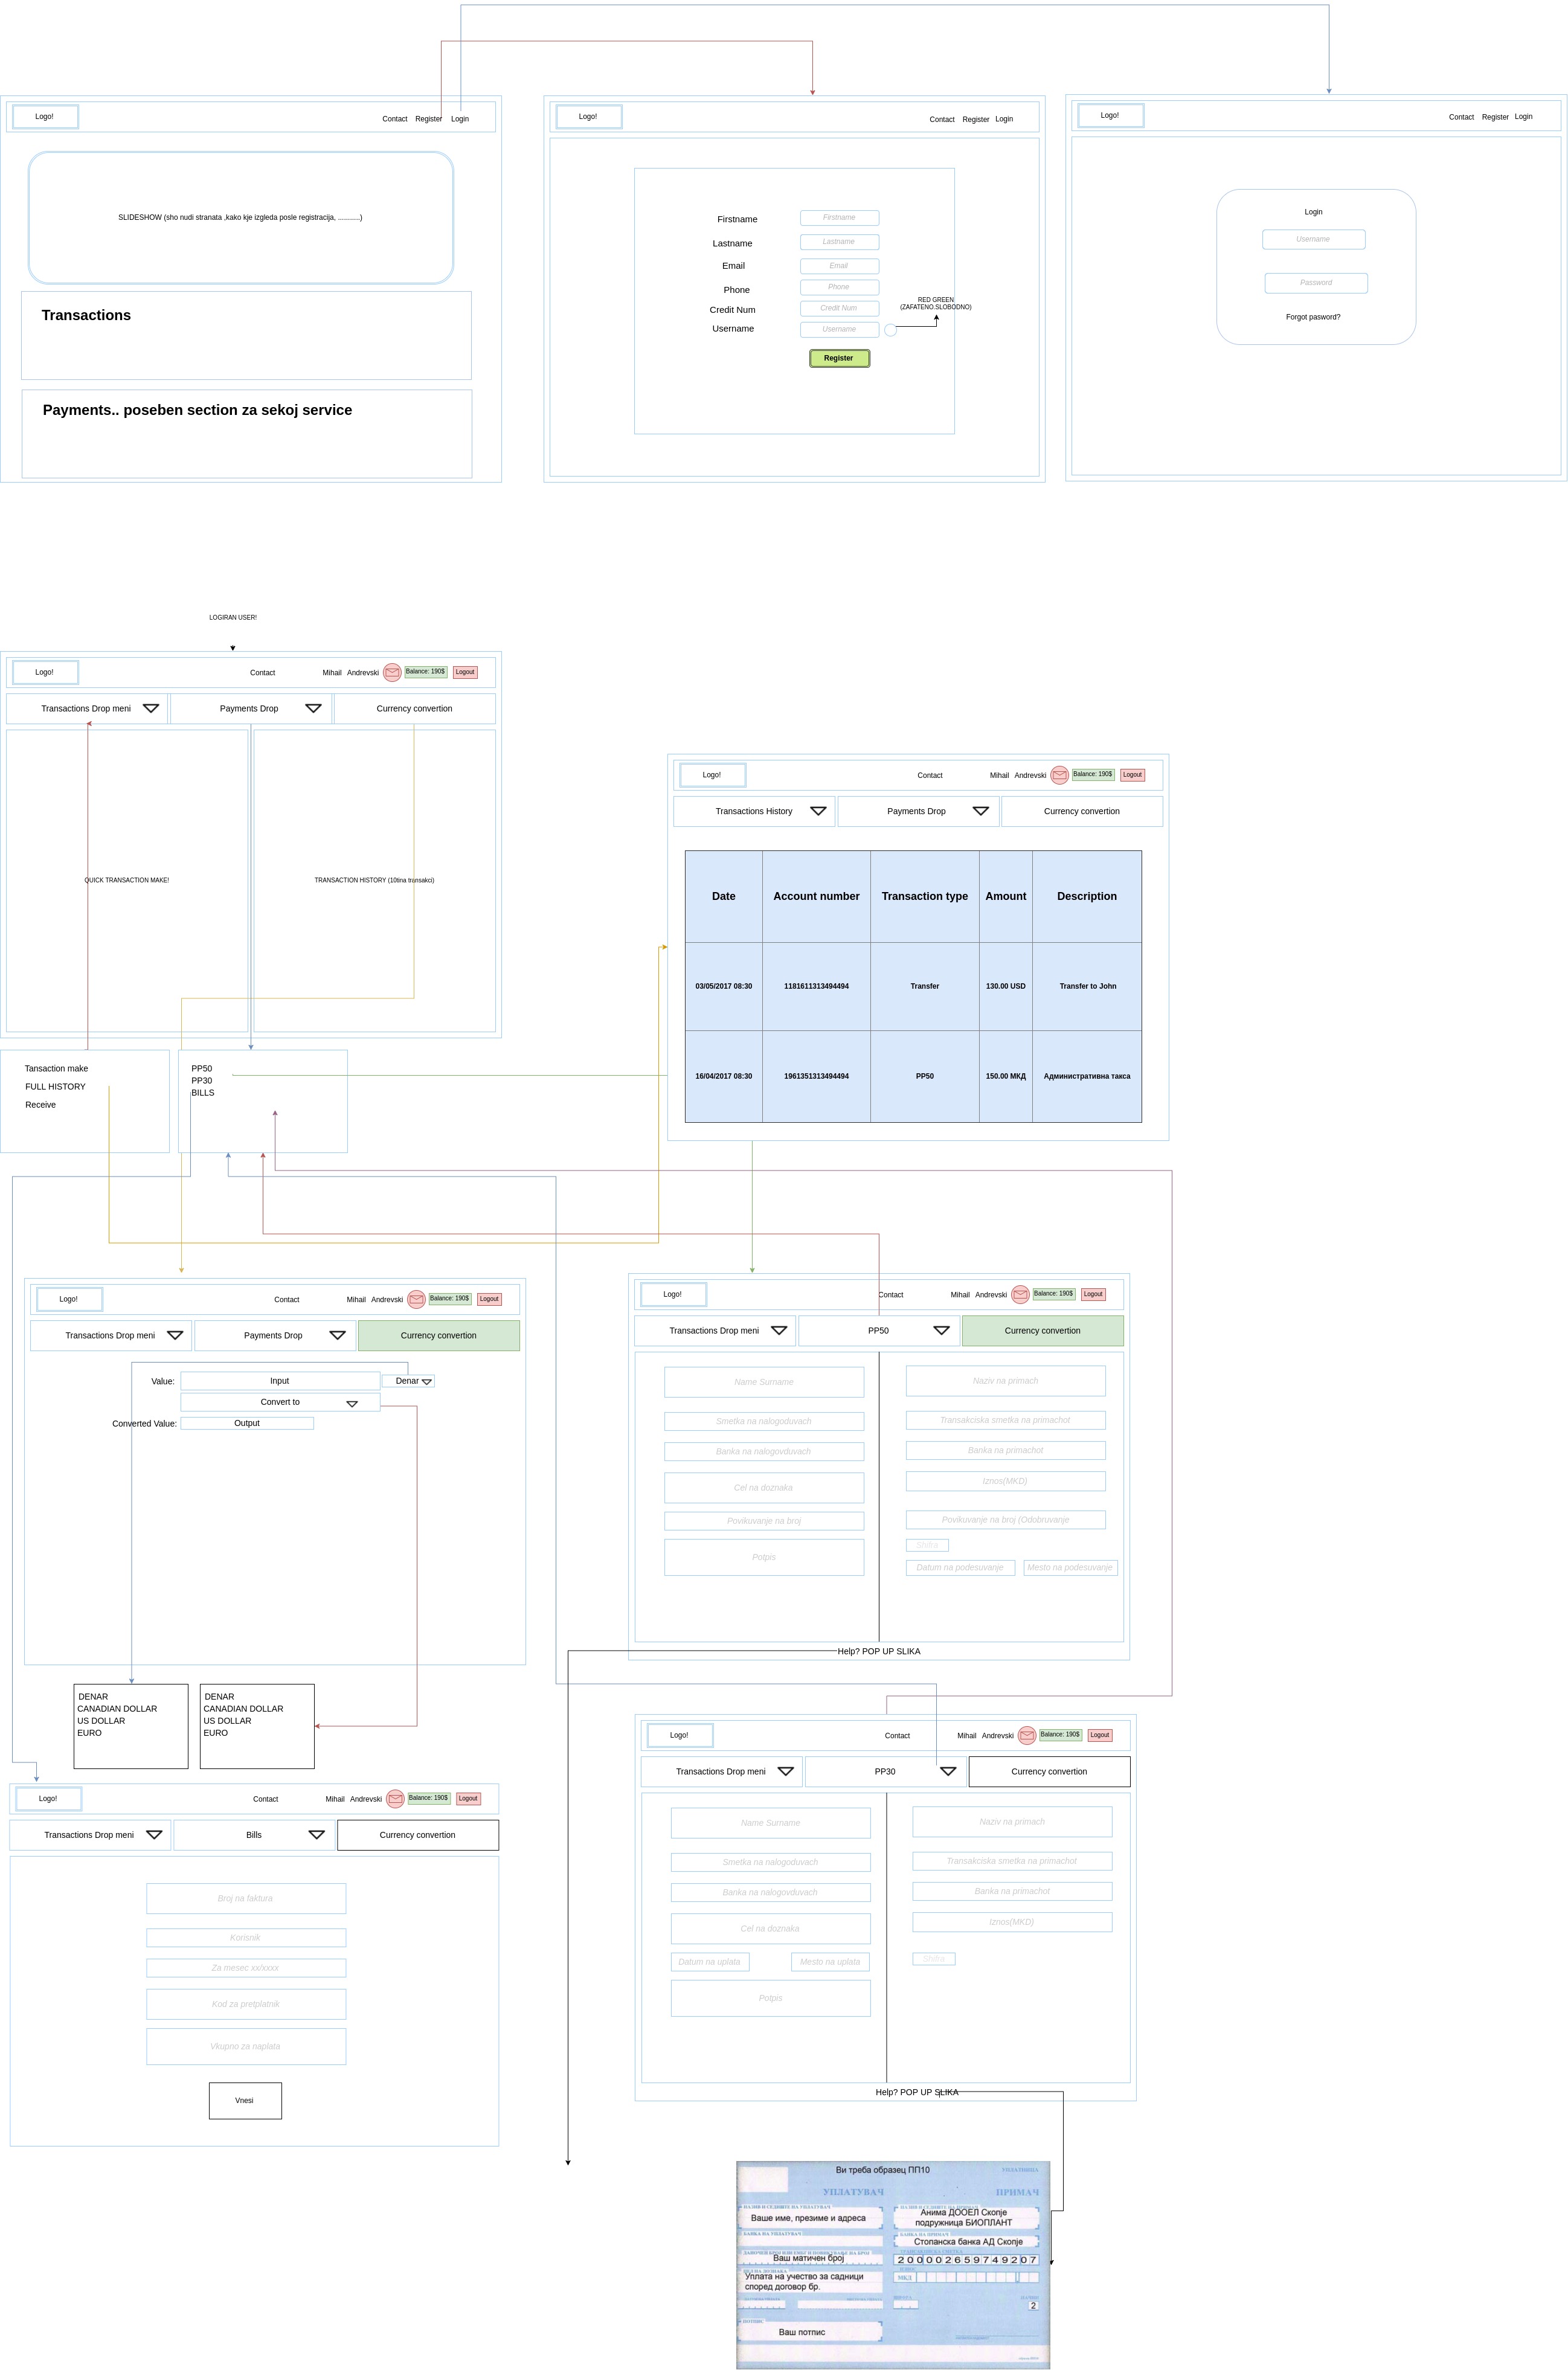 Logo!
Contact Register Login
SLIDESHOW (sho nudi stranata ,kako kje izgleda posle registracija, ............)
Transactions
Payments.. poseben section za sekoj service
Logo!
Contact Register Login
Firstname Firstname
Lastname Lastname
Email Email
Phone Phone
Credit Num Credit Num
Username Username
RED GREEN
(ZAFATENO.SLOBODNO)
Register
Logo!
Contact Register Login
Login
Username
Password
Forgot pasword?
LOGIRAN USER!
Logo!
Contact Mihail Andrevski Balance: 190$ Logout
Transactions Drop meni Payments Drop Currency convertion
QUICK TRANSACTION MAKE! TRANSACTION HISTORY (10tina transakci)
Tansaction make
FULL HISTORY
Receive
PP50
PP30
BILLS
Logo!
Contact Mihail Andrevski Balance: 190$ Logout
Transactions History Payments Drop Currency convertion
Date Account number Transaction type Amount Description
03/05/2017 08:30 1181611313494494 Transfer 130.00 USD Transfer to John
16/04/2017 08:30 1961351313494494 PP50 150.00 МКД Административна такса
Logo!
Contact Mihail Andrevski Balance: 190$ Logout
Transactions Drop meni Payments Drop Currency convertion
Value: Input Denar
Convert to
Converted Value: Output
DENAR
CANADIAN DOLLAR
US DOLLAR
EURO
DENAR
CANADIAN DOLLAR
US DOLLAR
EURO
Logo!
Contact Mihail Andrevski Balance: 190$ Logout
Transactions Drop meni PP50 Currency convertion
Name Surname Naziv na primach
Smetka na nalogoduvach Transakciska smetka na primachot
Banka na nalogovduvach Banka na primachot
Cel na doznaka Iznos(MKD)
Povikuvanje na broj Povikuvanje na broj (Odobruvanje
Potpis Shifra
Datum na podesuvanje Mesto na podesuvanje
Help? POP UP SLIKA
Logo!
Contact Mihail Andrevski Balance: 190$ Logout
Transactions Drop meni Bills Currency convertion
Broj na faktura
Korisnik
Za mesec xx/xxxx
Kod za pretplatnik
Vkupno za naplata
Vnesi
Logo!
Contact Mihail Andrevski Balance: 190$ Logout
Transactions Drop meni PP30 Currency convertion
Name Surname Naziv na primach
Smetka na nalogoduvach Transakciska smetka na primachot
Banka na nalogovduvach Banka na primachot
Cel na doznaka Iznos(MKD)
Datum na uplata Mesto na uplata Shifra
Potpis
Help? POP UP SLIKA
Ви треба образец ПП10
УПЛАТУВАЧ ПРИМАЧ
Ваше име, презиме и адреса
Анима ДООЕЛ Скопје
подружница БИОПЛАНТ
Стопанска банка АД Скопје
Ваш матичен број
200002659749207
Уплата на учество за садници
според договор бр.
МКД
2
Ваш потпис